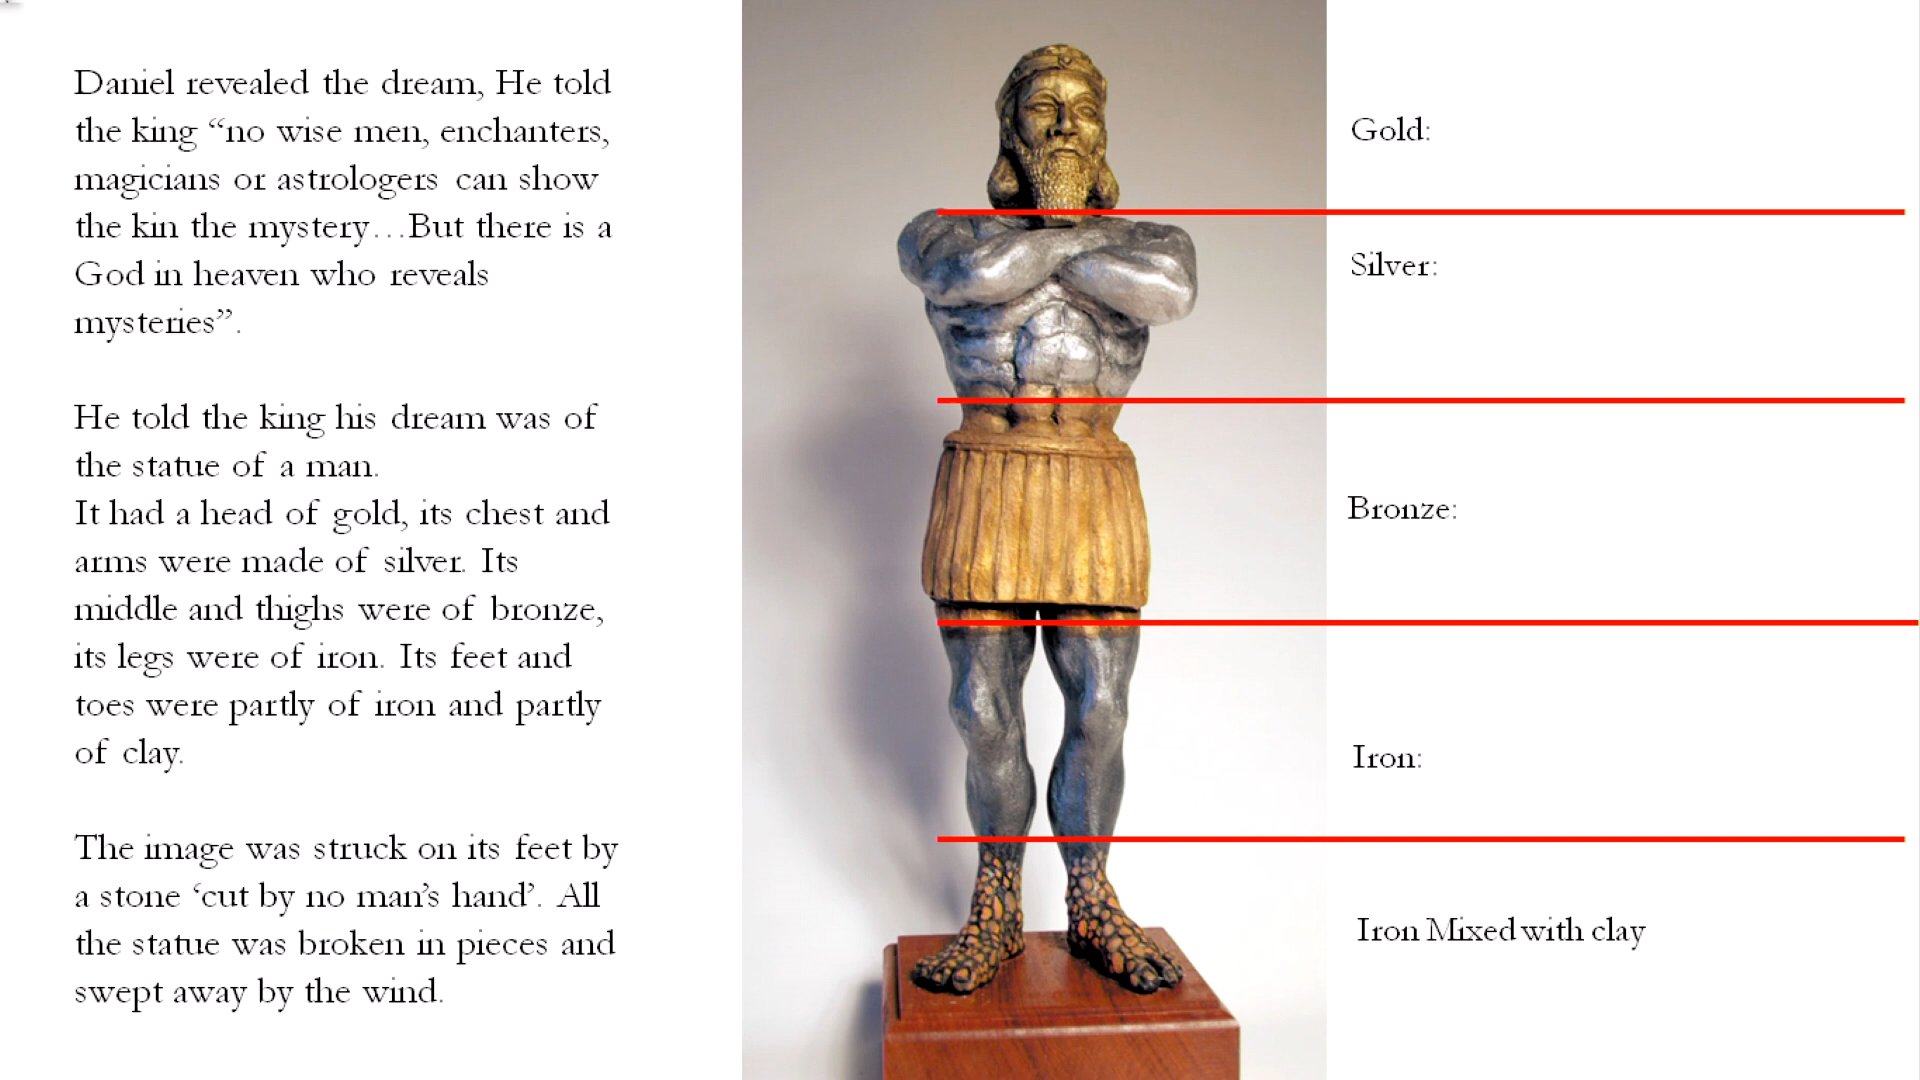 Daniel revealed the dream, He told
the king “no wise men, enchanters,
magicians or astrologers can show
the kin the mystery…But there is a
God in heaven who reveals
mysteries”.
He told the king his dream was of
the statue of a man.
It had a head of gold, its chest and
arms were made of silver. Its
middle and thighs were of bronze,
its legs were of iron. Its feet and
toes were partly of iron and partly
of clay.
The image was struck on its feet by
a stone ‘cut by no man’s hand’. All
the statue was broken in pieces and
swept away by the wind.
Gold:
Silver:
Bronze:
Iron:
Iron Mixed with clay